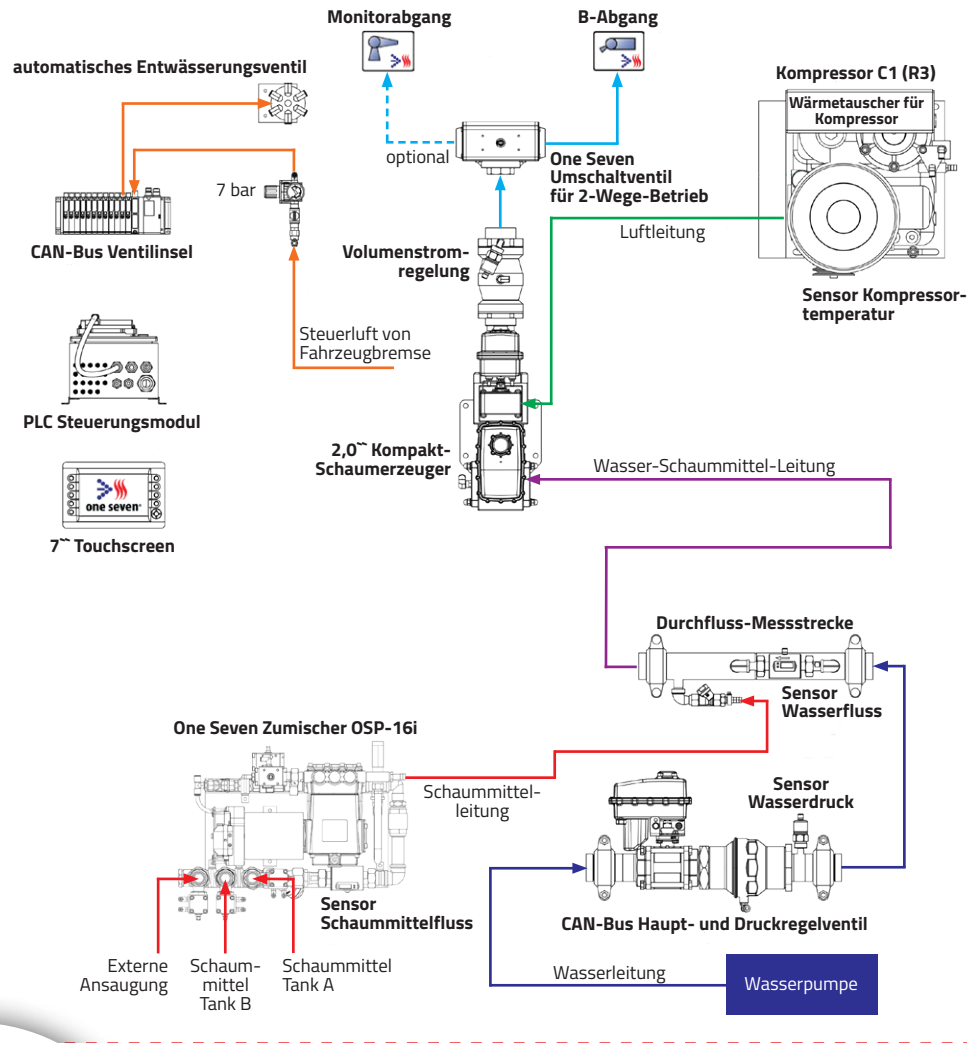 Monitorabgang
B-Abgang
automatisches Entwässerungsventil
Kompressor C1 (R3)
Wärmetauscher für
Kompressor
optional
One Seven
Umschaltventil
für 2-Wege-Betrieb
7 bar
Luftleitung
CAN-Bus Ventilinsel
Volumenstrom-
regelung
Sensor Kompressor-
temperatur
Steuerluft von
Fahrzeugbremse
PLC Steuerungsmodul
2,0˜ Kompakt-
Schaumerzeuger
Wasser-Schaummittel-Leitung
one seven®
7˜ Touchscreen
Durchfluss-Messstrecke
Sensor
Wasserfluss
One Seven Zumischer OSP-16i
Schaummittel-
leitung
Sensor
Wasserdruck
Sensor
Schaummittelfluss
CAN-Bus Haupt- und Druckregelventil
Externe
Ansaugung
Schaum-
mittel
Tank B
Schaummittel
Tank A
Wasserleitung
Wasserpumpe